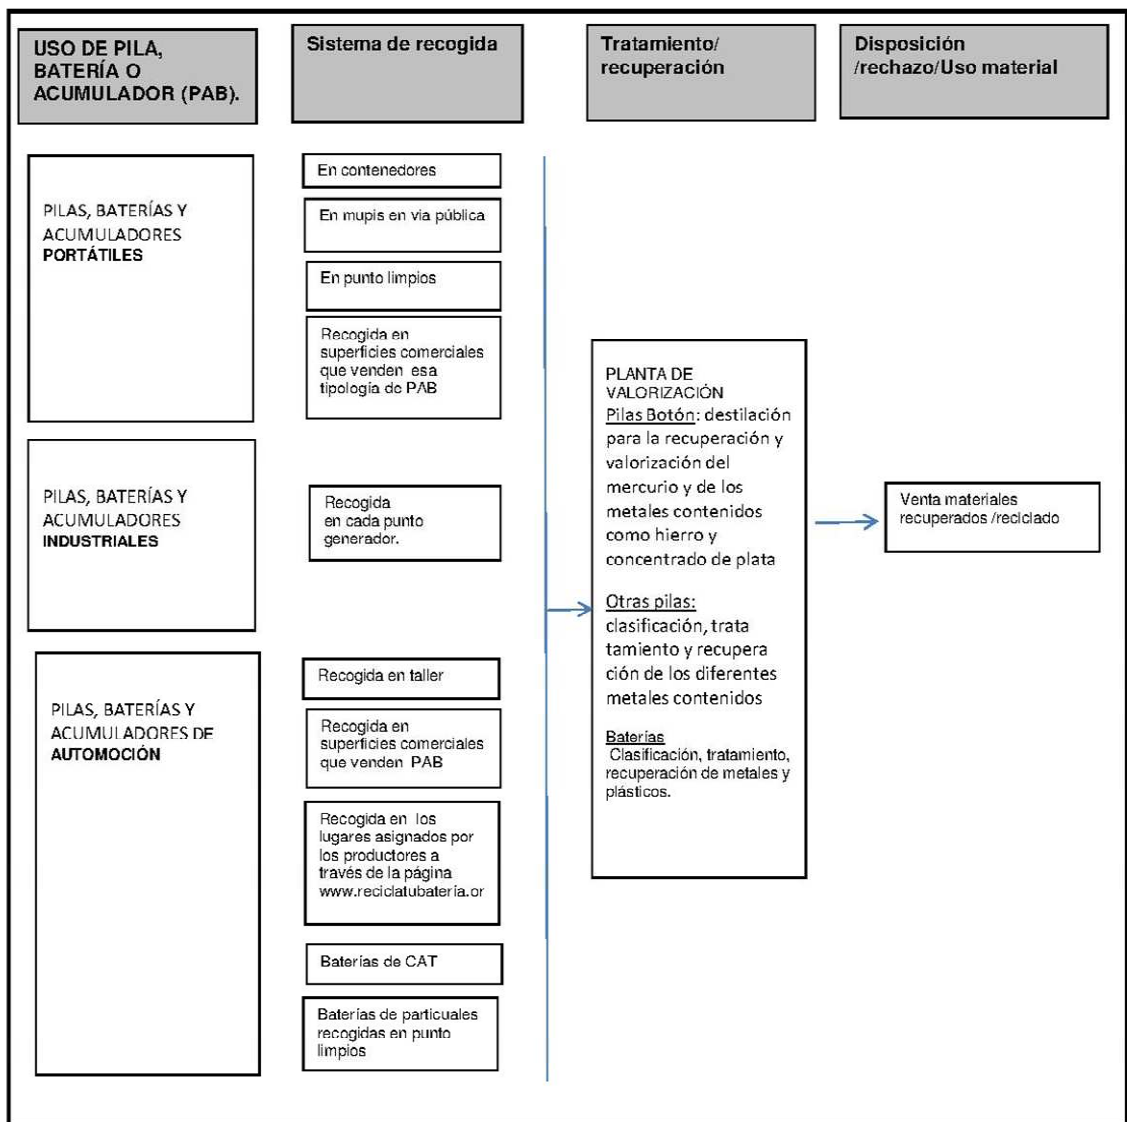 USO DE PILA,
BATERÍA O
ACUMULADOR (PAB).
Sistema de recogida
Tratamiento/
recuperación
Disposición
/rechazo/Uso material
PILAS, BATERÍAS Y
ACUMULADORES
PORTÁTILES
En contenedores
En mupis en via pública
En punto limpios
Recogida en
superficies comerciales
que venden esa
tipología de PAB
PILAS, BATERÍAS Y
ACUMULADORES
INDUSTRIALES
Recogida
en cada punto
generador.
PILAS, BATERÍAS Y
ACUMULADORES DE
AUTOMOCIÓN
Recogida en taller
Recogida en
superficies comerciales
que venden PAB
Recogida en los
lugares asignados por
los productores a
través de la página
www.reciclatubatería.or
Baterías de CAT
Baterías de particuales
recogidas en punto
limpios
PLANTA DE
VALORIZACIÓN
Pilas Botón: destilación
para la recuperación y
valorización del
mercurio y de los
metales contenidos
como hierro y
concentrado de plata
Otras pilas:
clasificación, trata
tamiento y recupera
ción de los diferentes
metales contenidos
Baterías
Clasificación, tratamiento,
recuperación de metales y
plásticos.
Venta materiales
recuperados /reciclado